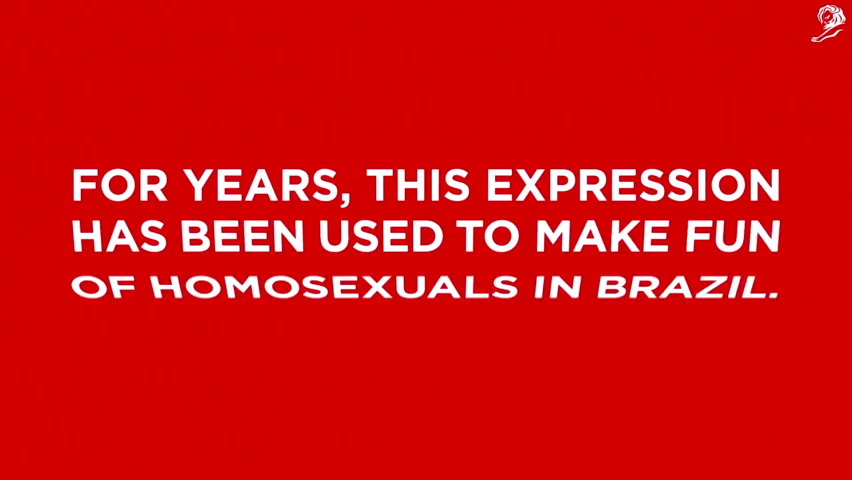 FOR YEARS, THIS EXPRESSION
HAS BEEN USED TO MAKE FUN
OF HOMOSEXUALS IN BRAZIL.